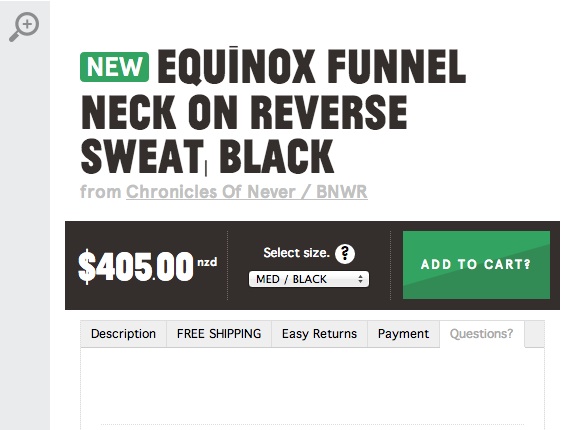 NEW EQUĪNOX FUNNEL
NECK ON REVERSE
SWEAT, BLACK
from Chronicles Of Never / BNWR
$405.00 nzd
Select size. ?
MED / BLACK
ADD TO CART?
Description FREE SHIPPING Easy Returns Payment Questions?